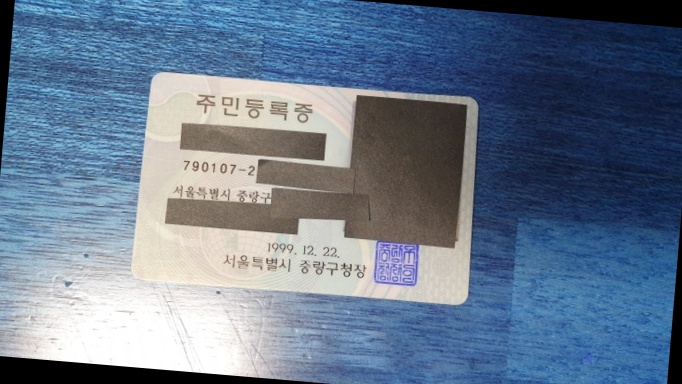 주민등록증
790107-2
서울특별시 중랑구
1999. 12. 22.
서울특별시 중랑구청장